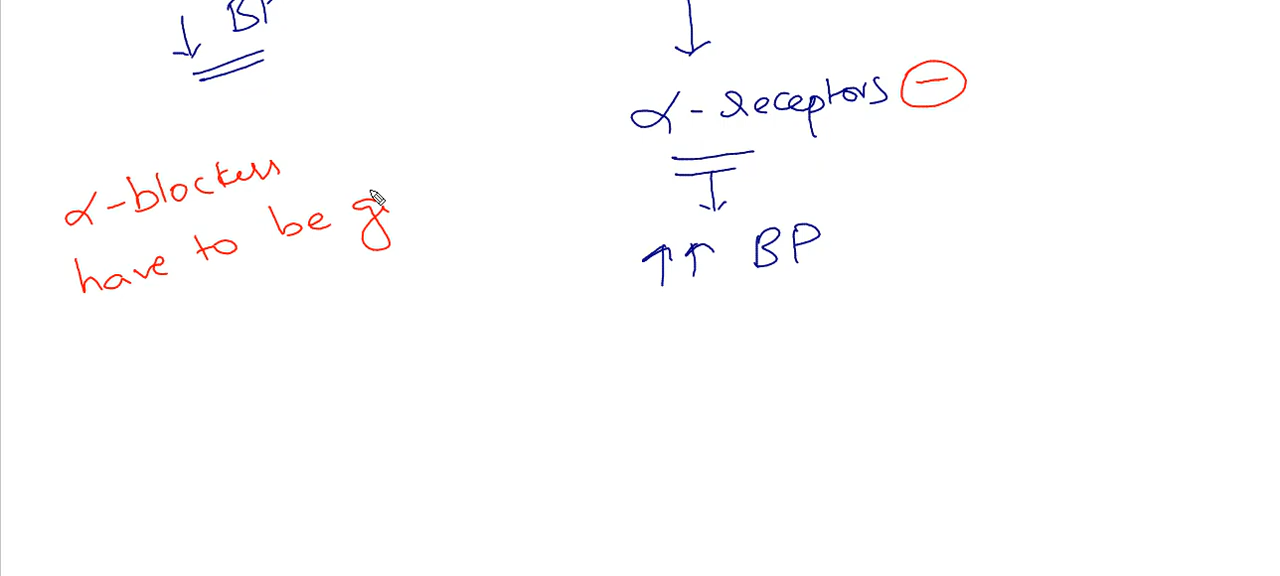 ↓ BP
↓
α-receptors ⊖
↓
↑↑ BP
α-blockers
have to be g